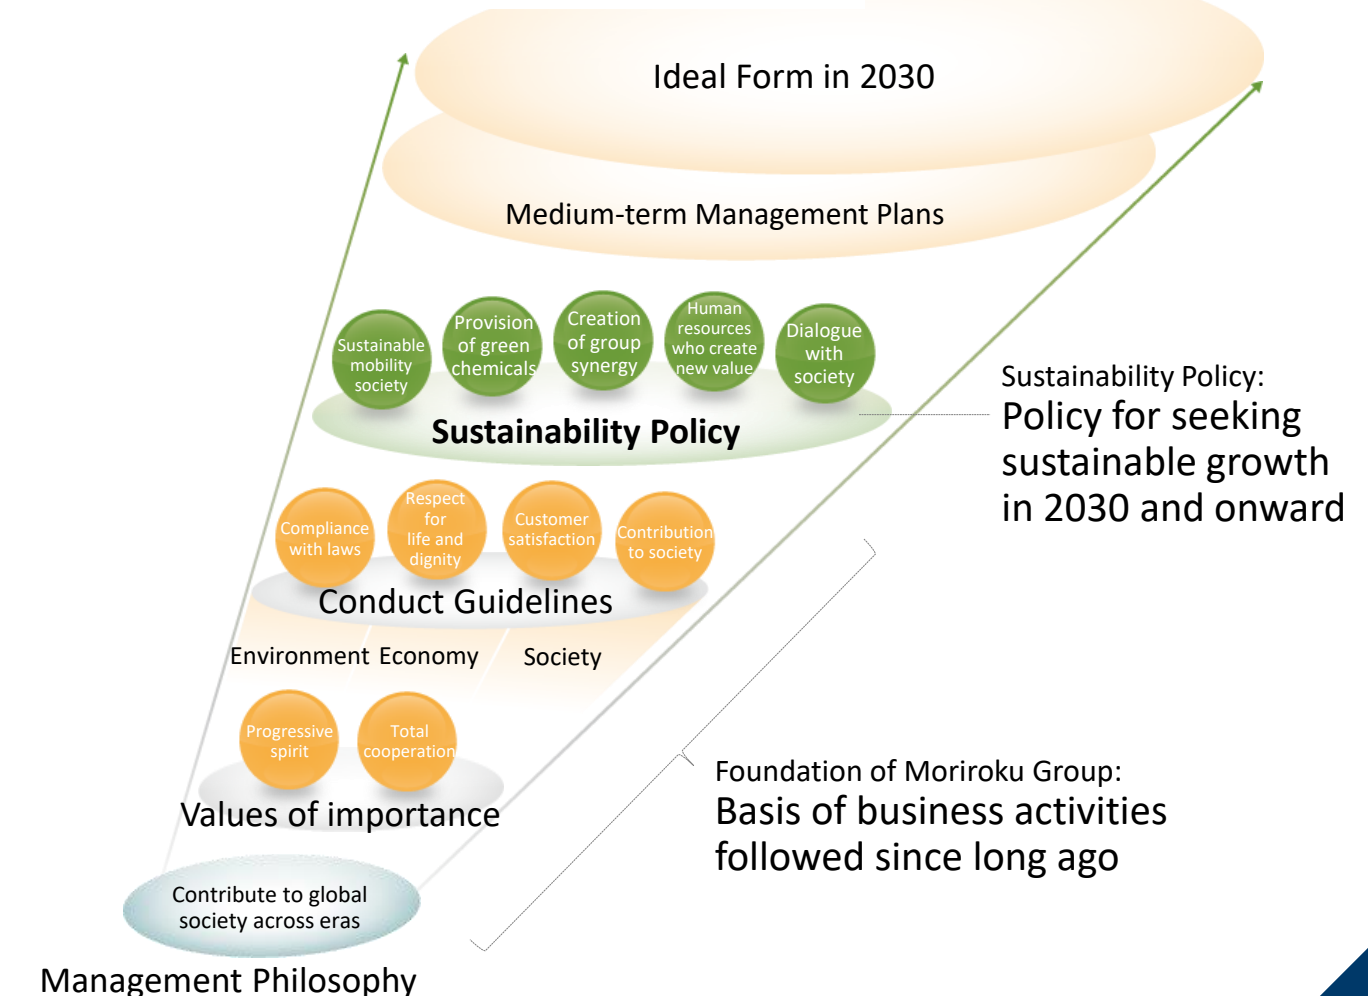 Ideal Form in 2030
Medium-term Management Plans
Sustainable
mobility
society
Provision
of green
chemicals
Creation
of group
synergy
Human
resources
who create
new value
Dialogue
with
society
Sustainability Policy
Sustainability Policy:
Policy for seeking
sustainable growth
in 2030 and onward
Compliance
with laws
Respect
for
life and
dignity
Customer
satisfaction
Contribution
to society
Conduct Guidelines
Environment
Economy
Society
Progressive
spirit
Total
cooperation
Values of importance
Foundation of Moriroku Group:
Basis of business activities
followed since long ago
Contribute to global
society across eras
Management Philosophy